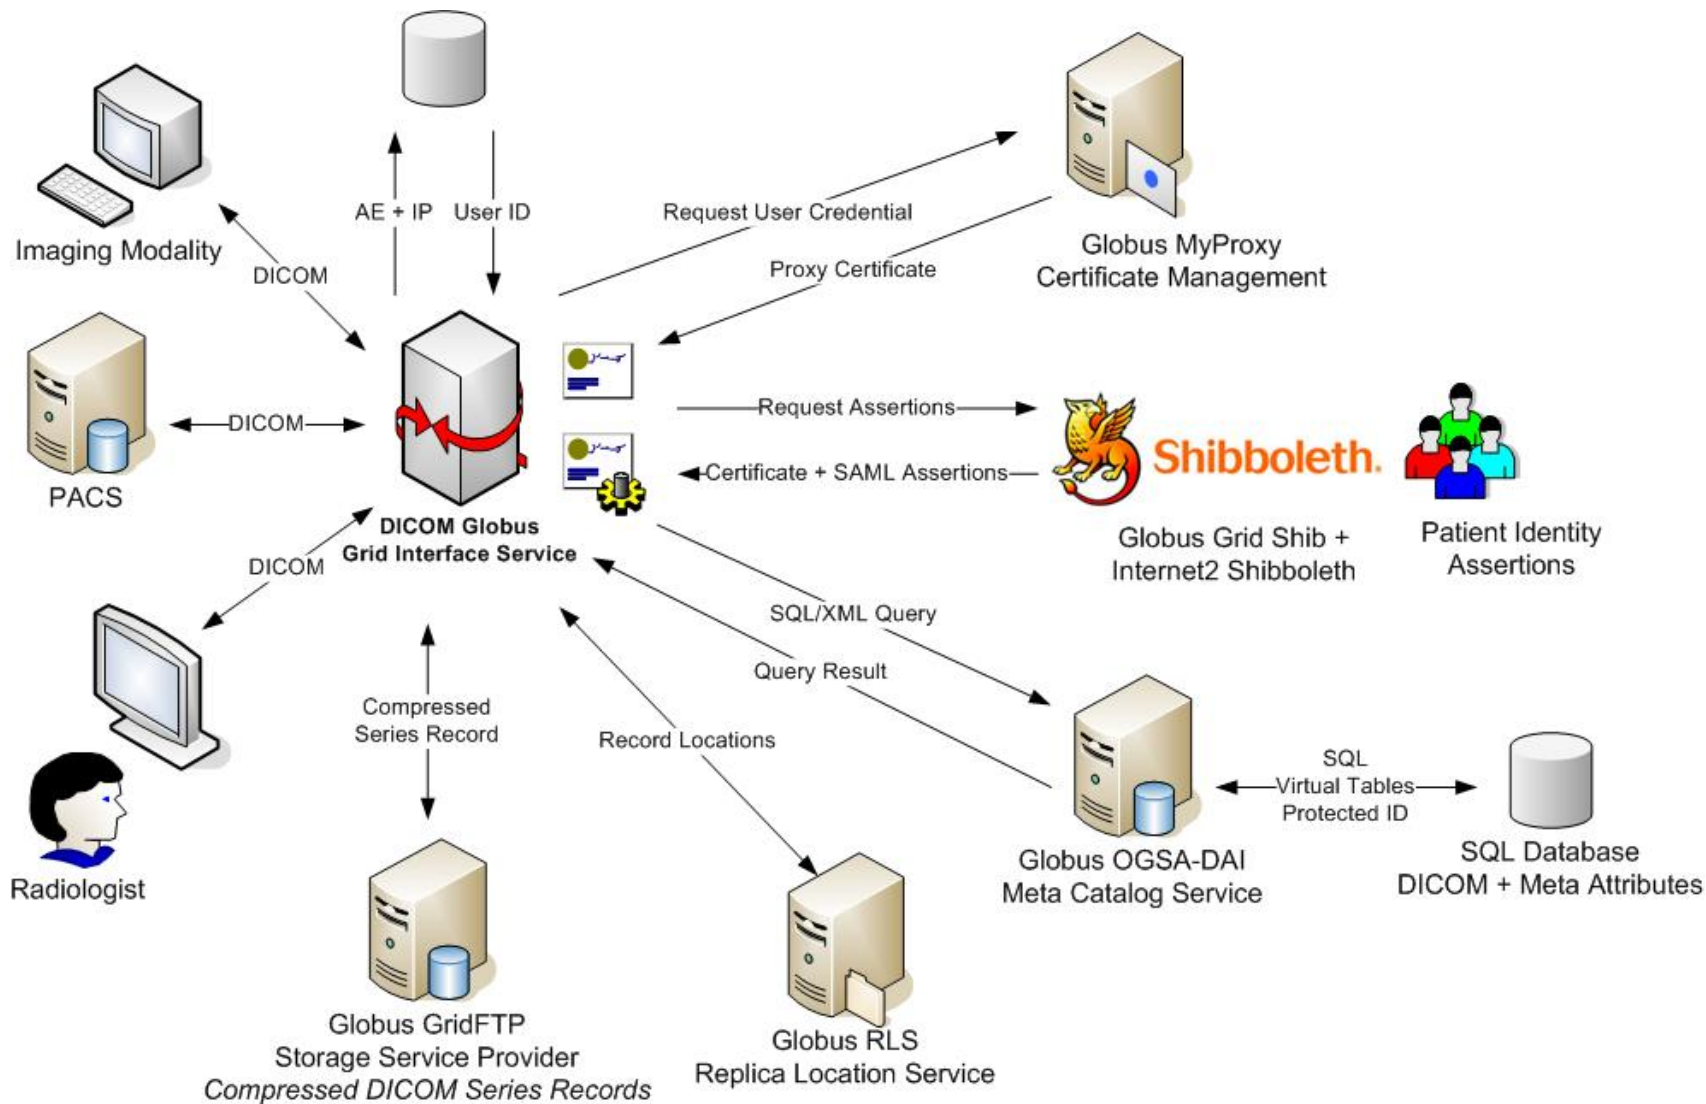 AE + IP
User ID
Request User Credential
Imaging Modality
Globus MyProxy
Certificate Management
DICOM
Proxy Certificate
DICOM
Request Assertions
PACS
Certificate + SAML Assertions
Shibboleth.
DICOM Globus
Grid Interface Service
Globus Grid Shib +
Internet2 Shibboleth
Patient Identity
Assertions
DICOM
SQL/XML Query
Query Result
Compressed
Series Record
Record Locations
SQL
Virtual Tables
Protected ID
Radiologist
Globus OGSA-DAI
Meta Catalog Service
SQL Database
DICOM + Meta Attributes
Globus GridFTP
Storage Service Provider
Compressed DICOM Series Records
Globus RLS
Replica Location Service